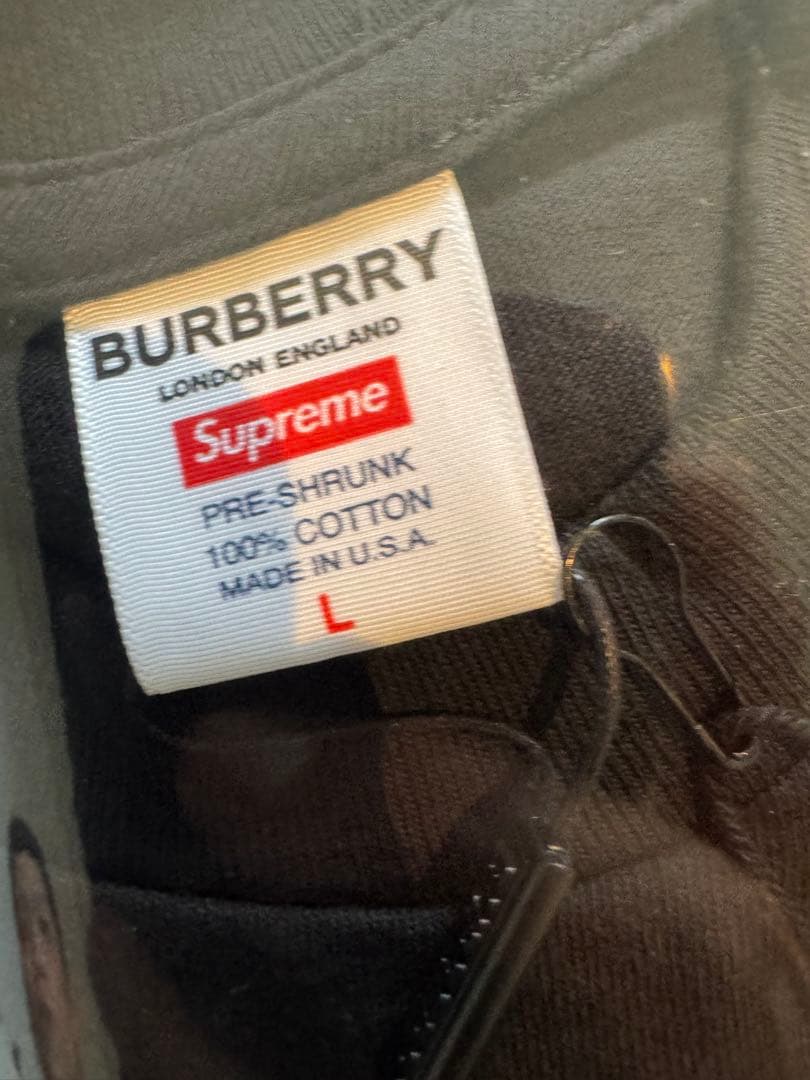 BURBERRY
LONDON ENGLAND
Supreme
PRE-SHRUNK
100% COTTON
MADE IN U.S.A.
L